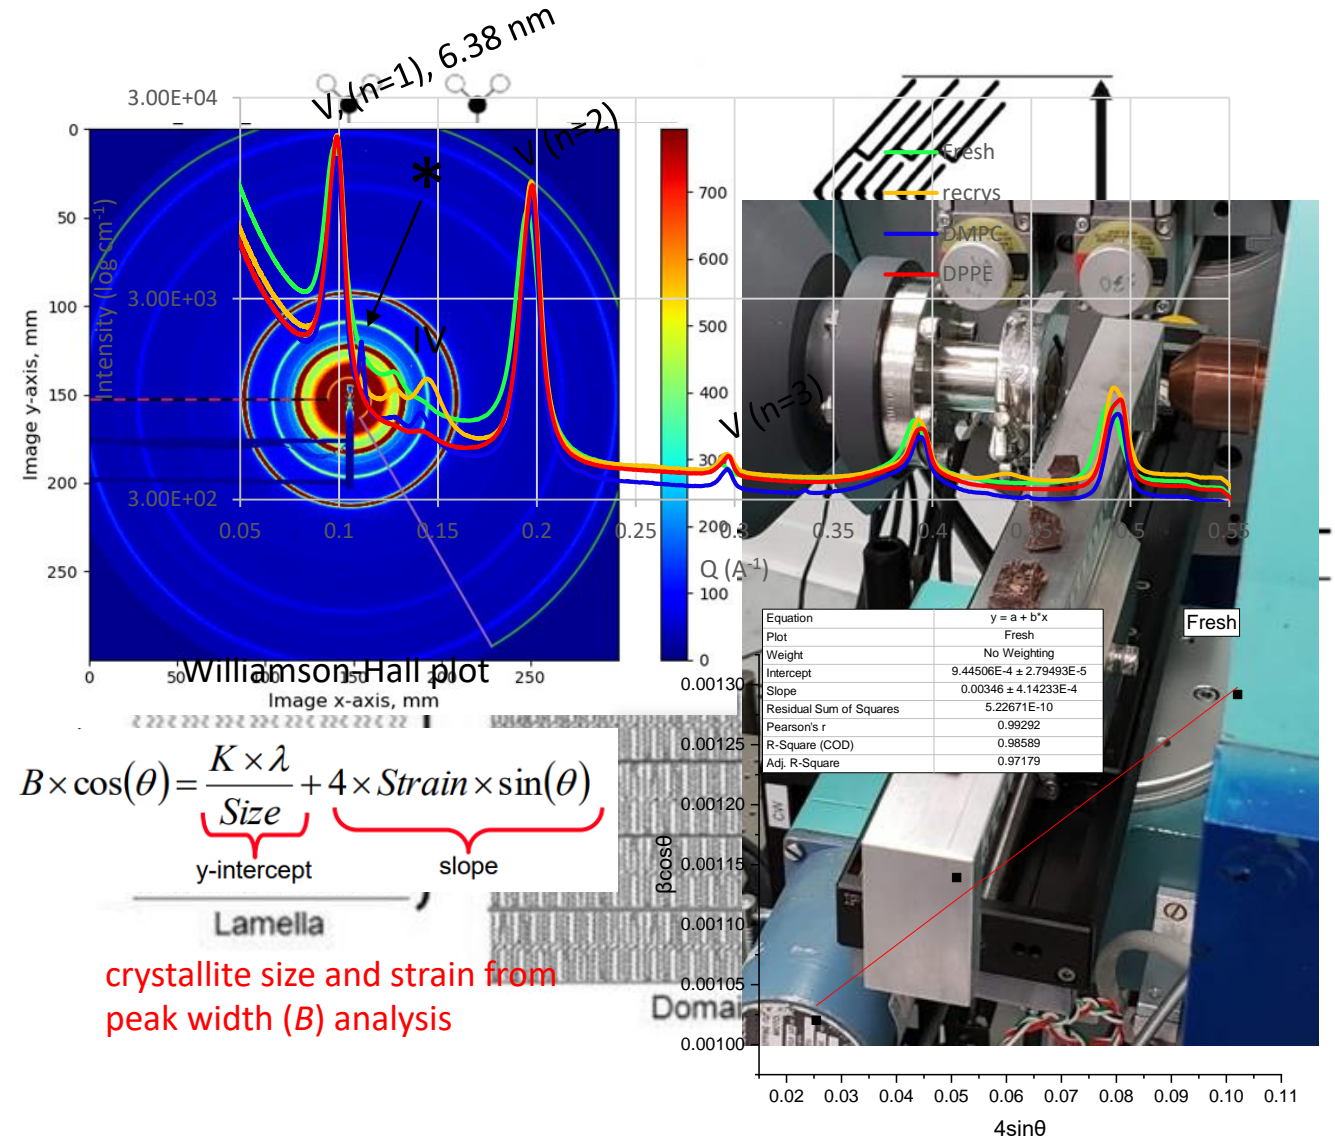 V, (n=1), 6.38 nm
V (n=2)
*
IV
V (n=3)
3.00E+04
3.00E+03
3.00E+02
Intensity (log cm-1)
0.05 0.1 0.15 0.2 0.25 0.3 0.35 0.4 0.45 0.5 0.55
Q (A-1)
Fresh
recrys
DMPC
DPPE
0
50
100
150
200
250
Image y-axis, mm
0 50 100 150 200 250
Image x-axis, mm
700
600
500
400
300
200
100
0
Williamson-Hall plot
B × cos(θ) = K × λ / Size + 4 × Strain × sin(θ)
y-intercept
slope
Lamella
crystallite size and strain from
peak width (B) analysis
Domai
Equation y = a + b*x
Plot Fresh
Weight No Weighting
Intercept 9.44506E-4 ± 2.79493E-5
Slope 0.00346 ± 4.14233E-4
Residual Sum of Squares 5.22671E-10
Pearson's r 0.99292
R-Square (COD) 0.98589
Adj. R-Square 0.97179
Fresh
0.00130
0.00125
0.00120
0.00115
0.00110
0.00105
0.00100
βcosθ
0.02 0.03 0.04 0.05 0.06 0.07 0.08 0.09 0.10 0.11
4sinθ
CW